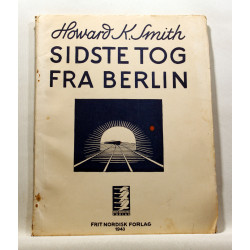 Howard K. Smith
SIDSTE TOG
FRA BERLIN
FRIT NORDISK FORLAG
1943